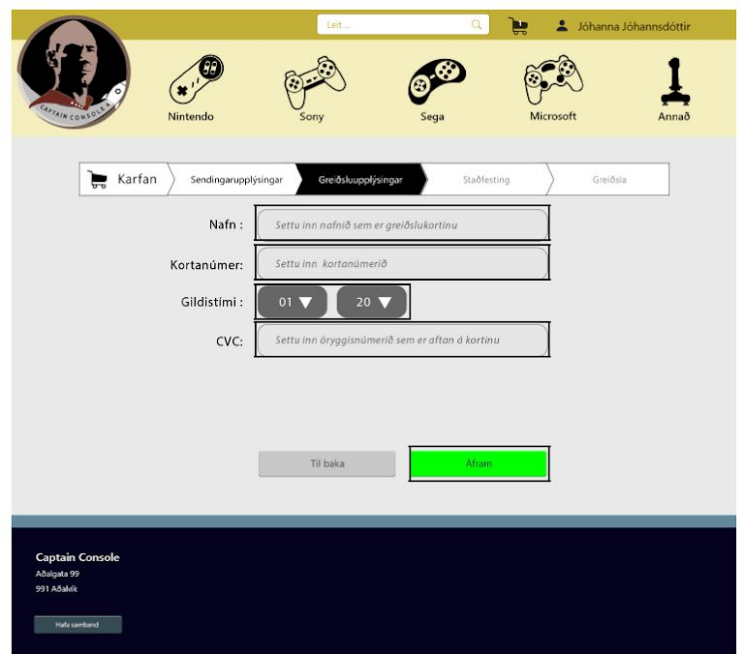 Leit ...
Jóhanna Jóhannsdóttir
CAPTAIN CONSOLE
Nintendo
Sony
Sega
Microsoft
Annað
Karfan
Sendingarupplýsingar
Greiðsluupplýsingar
Staðfesting
Greiðsla
Nafn :
Settu inn nafnið sem er greiðslukortinu
Kortanúmer:
Settu inn kortanúmerið
Gildistími :
01
20
CVC:
Settu inn öryggisnúmerið sem er aftan á kortinu
Til baka
Áfram
Captain Console
Aðalgata 99
991 Aðalvík
Hafa samband